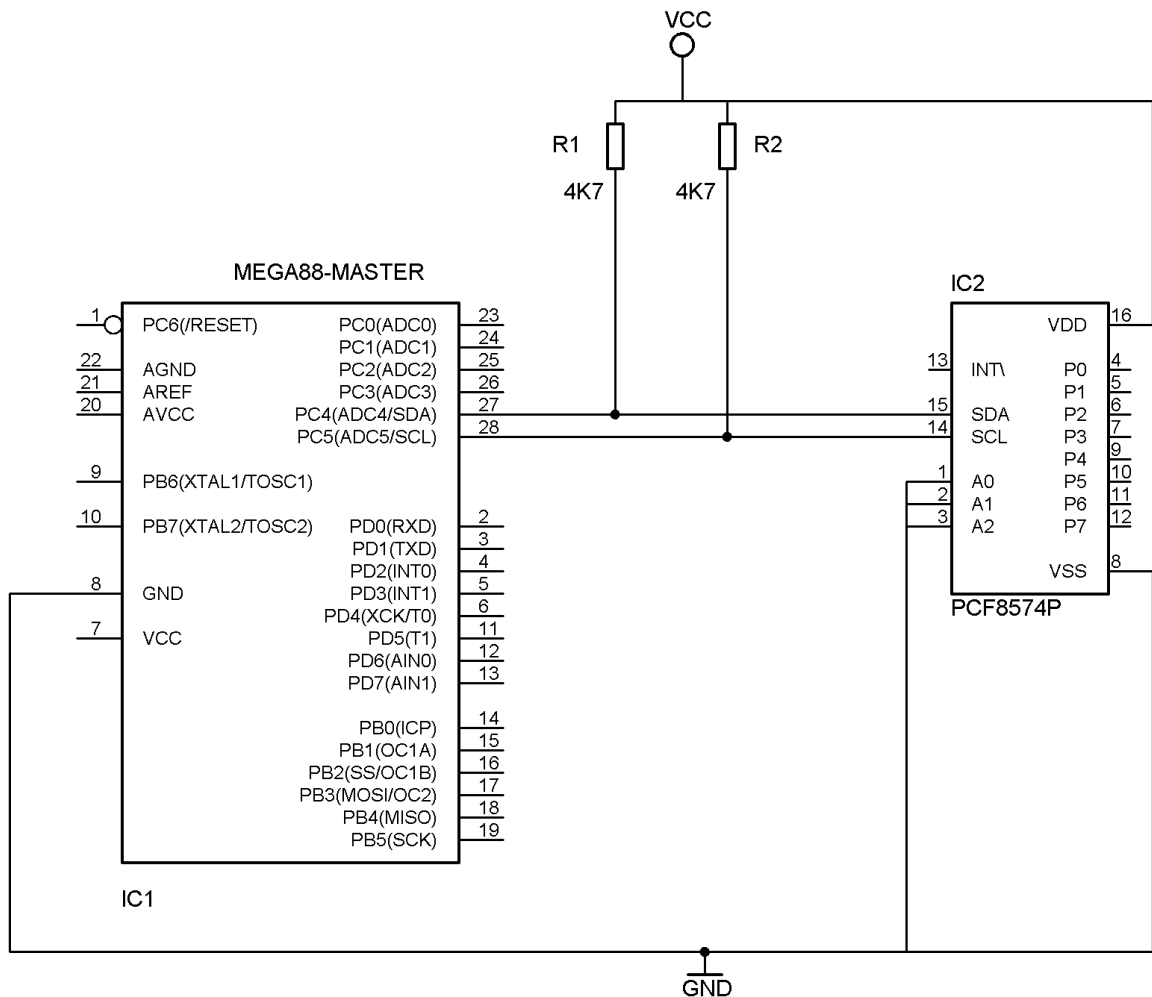 VCC
R1
4K7
R2
4K7
MEGA88-MASTER
1 PC6(/RESET)
22 AGND
21 AREF
20 AVCC
9 PB6(XTAL1/TOSC1)
10 PB7(XTAL2/TOSC2)
8 GND
7 VCC
PC0(ADC0) 23
PC1(ADC1) 24
PC2(ADC2) 25
PC3(ADC3) 26
PC4(ADC4/SDA) 27
PC5(ADC5/SCL) 28
PD0(RXD) 2
PD1(TXD) 3
PD2(INT0) 4
PD3(INT1) 5
PD4(XCK/T0) 6
PD5(T1) 11
PD6(AIN0) 12
PD7(AIN1) 13
PB0(ICP) 14
PB1(OC1A) 15
PB2(SS/OC1B) 16
PB3(MOSI/OC2) 17
PB4(MISO) 18
PB5(SCK) 19
IC1
IC2
13 INT\
15 SDA
14 SCL
1 A0
2 A1
3 A2
VDD 16
P0 4
P1 5
P2 6
P3 7
P4 9
P5 10
P6 11
P7 12
VSS 8
PCF8574P
GND